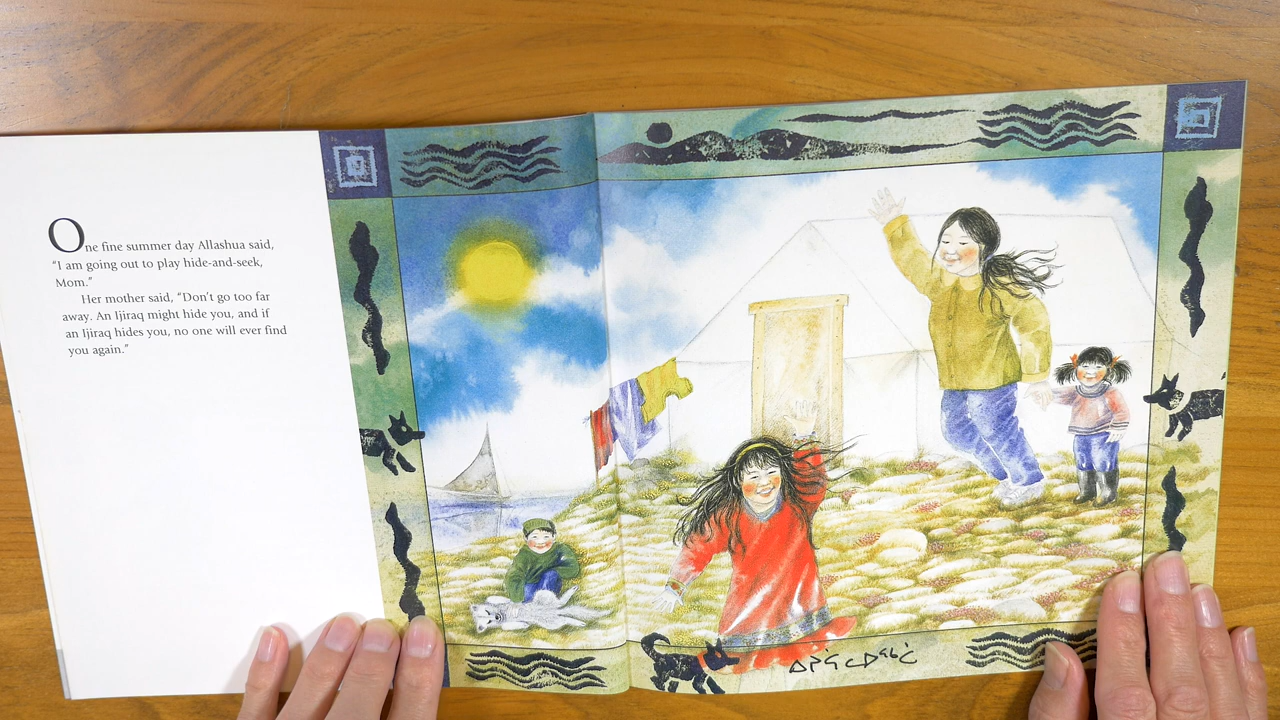 One fine summer day Allashua said,
“I am going out to play hide-and-seek,
Mom.”
Her mother said, “Don’t go too far
away. An Ijiraq might hide you, and if
an Ijiraq hides you, no one will ever find
you again.”